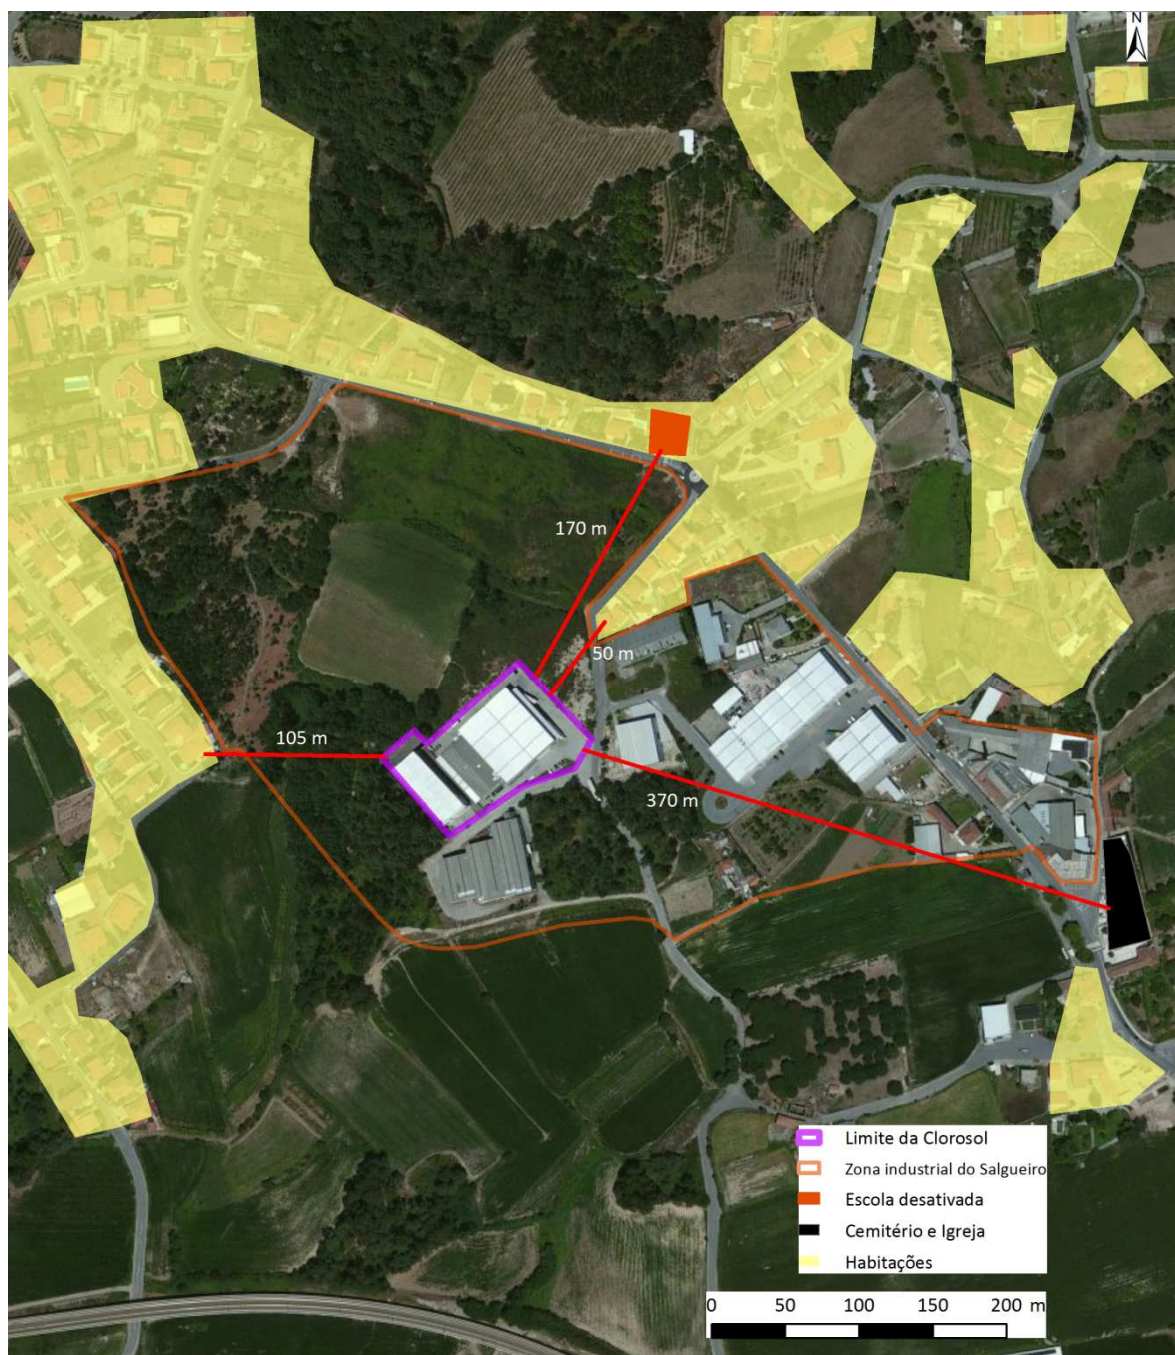 N
170 m
50 m
105 m
370 m
Limite da Clorosol
Zona industrial do Salgueiro
Escola desativada
Cemitério e Igreja
Habitações
0 50 100 150 200 m